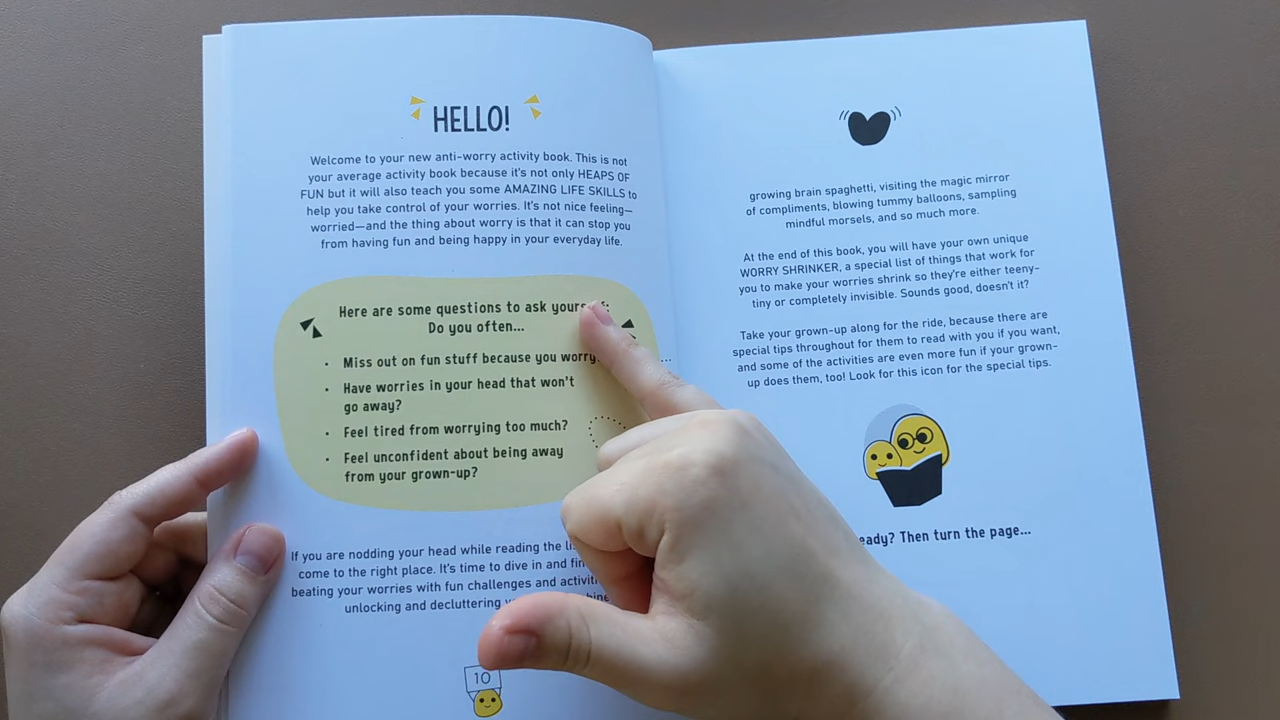 HELLO!
Welcome to your new anti-worry activity book. This is not
your average activity book because it's not only HEAPS OF
FUN but it will also teach you some AMAZING LIFE SKILLS to
help you take control of your worries. It's not nice feeling
worried—and the thing about worry is that it can stop you
from having fun and being happy in your everyday life.
Here are some questions to ask
Do you often...
• Miss out on fun stuff because you worry
• Have worries in your head that won't
go away?
• Feel tired from worrying too much?
• Feel unconfident about being away
from your grown-up?
If you are nodding your head while reading the
come to the right place. It's time to dive in and
beating your worries with fun challenges and
unlocking and decluttering
10
growing brain spaghetti, visiting the magic mirror
of compliments, blowing tummy balloons, sampling
mindful morsels, and so much more.
At the end of this book, you will have your own unique
WORRY SHRINKER, a special list of things that work for
you to make your worries shrink so they're either teeny-
tiny or completely invisible. Sounds good, doesn't it?
Take your grown-up along for the ride, because there are
special tips throughout for them to read with you if you want,
and some of the activities are even more fun if your grown-
up does them, too! Look for this icon for the special tips.
Then turn the page...